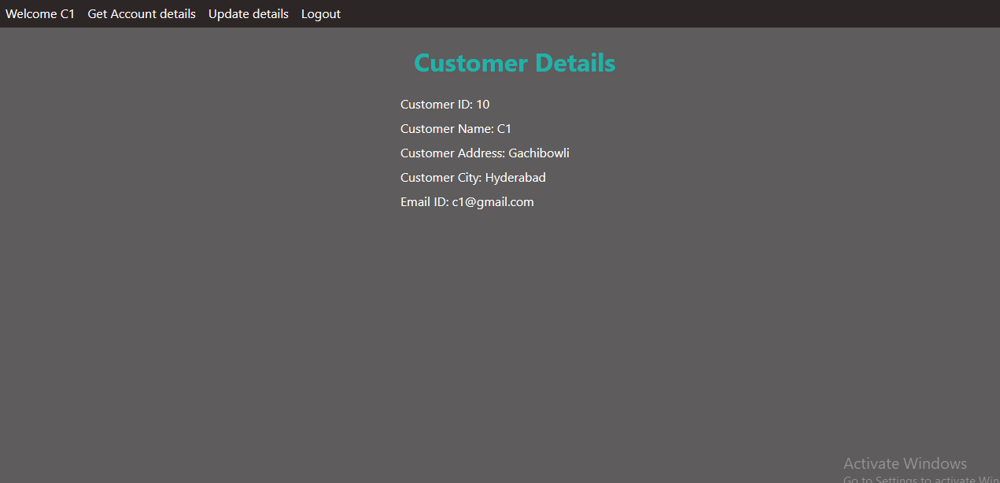 Welcome C1 Get Account details Update details Logout
Customer Details
Customer ID: 10
Customer Name: C1
Customer Address: Gachibowli
Customer City: Hyderabad
Email ID: c1@gmail.com
Activate Windows
Go to Settings to activate Win